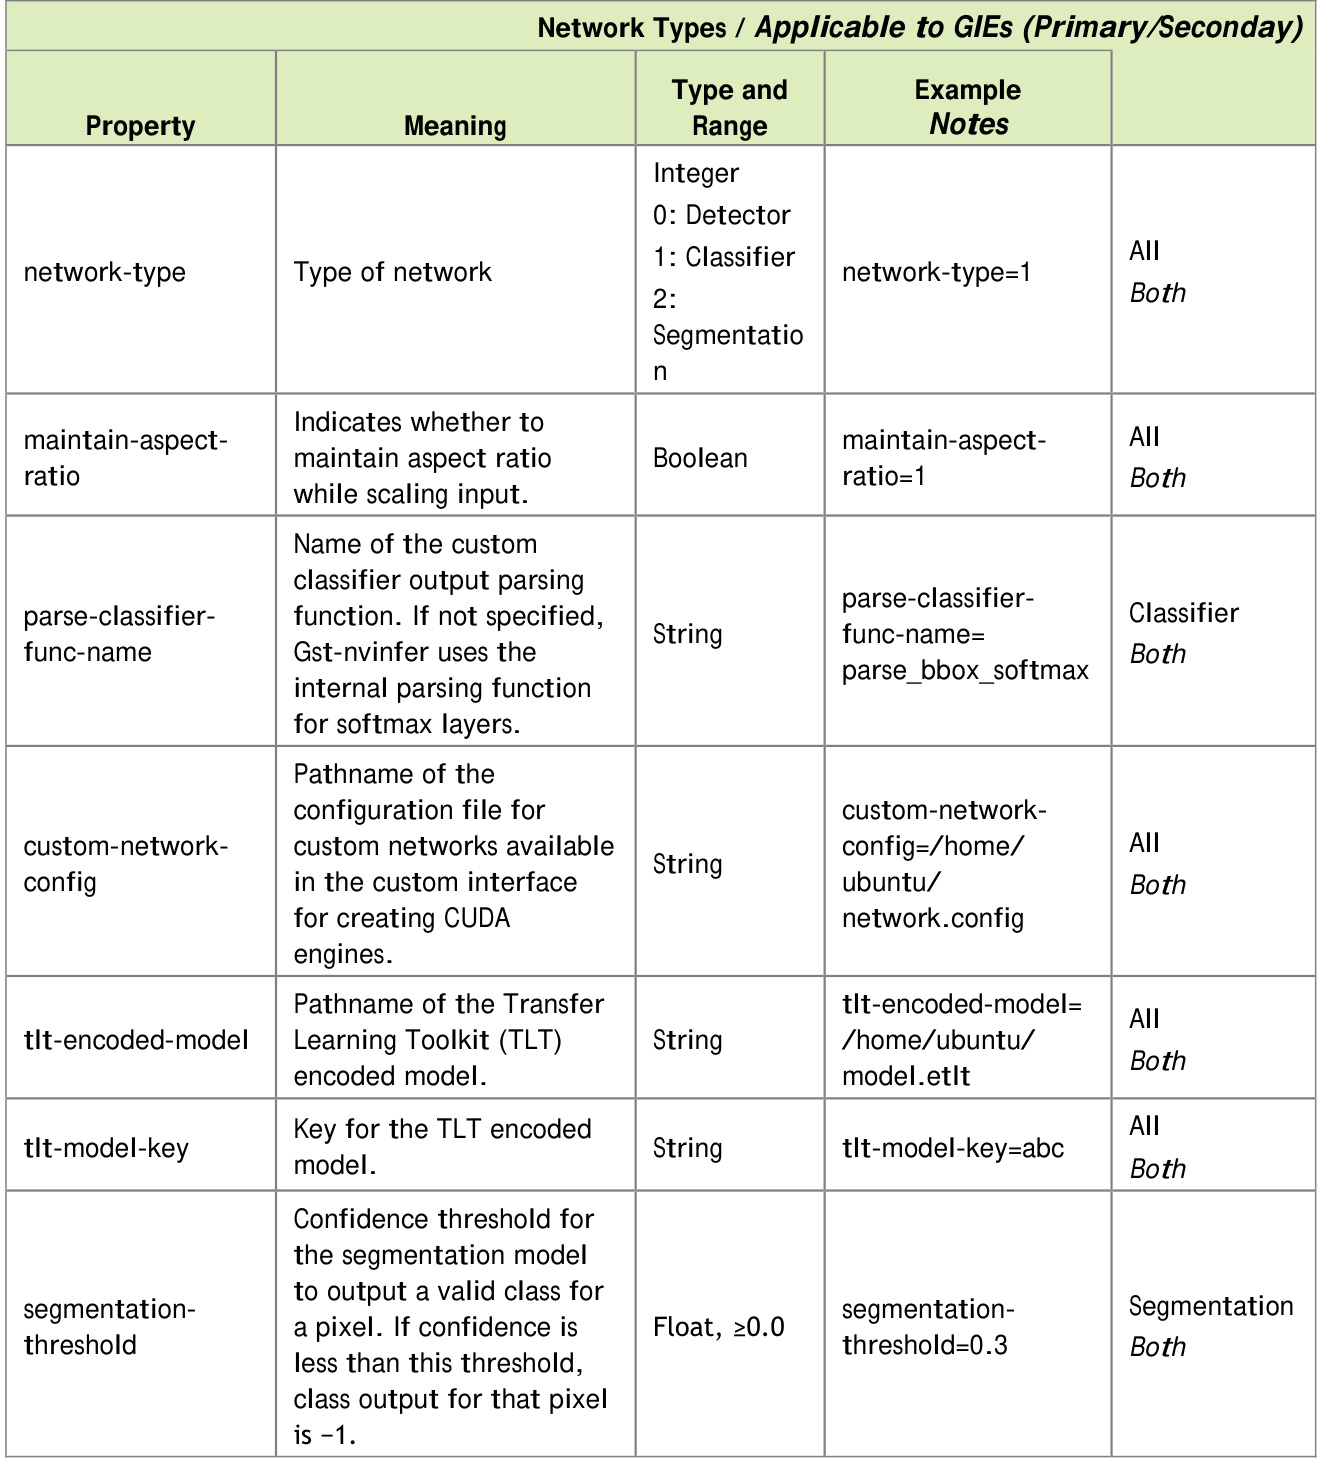 Network Types / Applicable to GIEs (Primary/Seconday)
Property
Meaning
Type and
Range
Example
Notes
network-type
Type of network
Integer
0: Detector
1: Classifier
2:
Segmentatio
n
network-type=1
All
Both
maintain-aspect-
ratio
Indicates whether to
maintain aspect ratio
while scaling input.
Boolean
maintain-aspect-
ratio=1
All
Both
parse-classifier-
func-name
Name of the custom
classifier output parsing
function. If not specified,
Gst-nvinfer uses the
internal parsing function
for softmax layers.
String
parse-classifier-
func-name=
parse_bbox_softmax
Classifier
Both
custom-network-
config
Pathname of the
configuration file for
custom networks available
in the custom interface
for creating CUDA
engines.
String
custom-network-
config=/home/
ubuntu/
network.config
All
Both
tlt-encoded-model
Pathname of the Transfer
Learning Toolkit (TLT)
encoded model.
String
tlt-encoded-model=
/home/ubuntu/
model.etlt
All
Both
tlt-model-key
Key for the TLT encoded
model.
String
tlt-model-key=abc
All
Both
segmentation-
threshold
Confidence threshold for
the segmentation model
to output a valid class for
a pixel. If confidence is
less than this threshold,
class output for that pixel
is −1.
Float, ≥0.0
segmentation-
threshold=0.3
Segmentation
Both